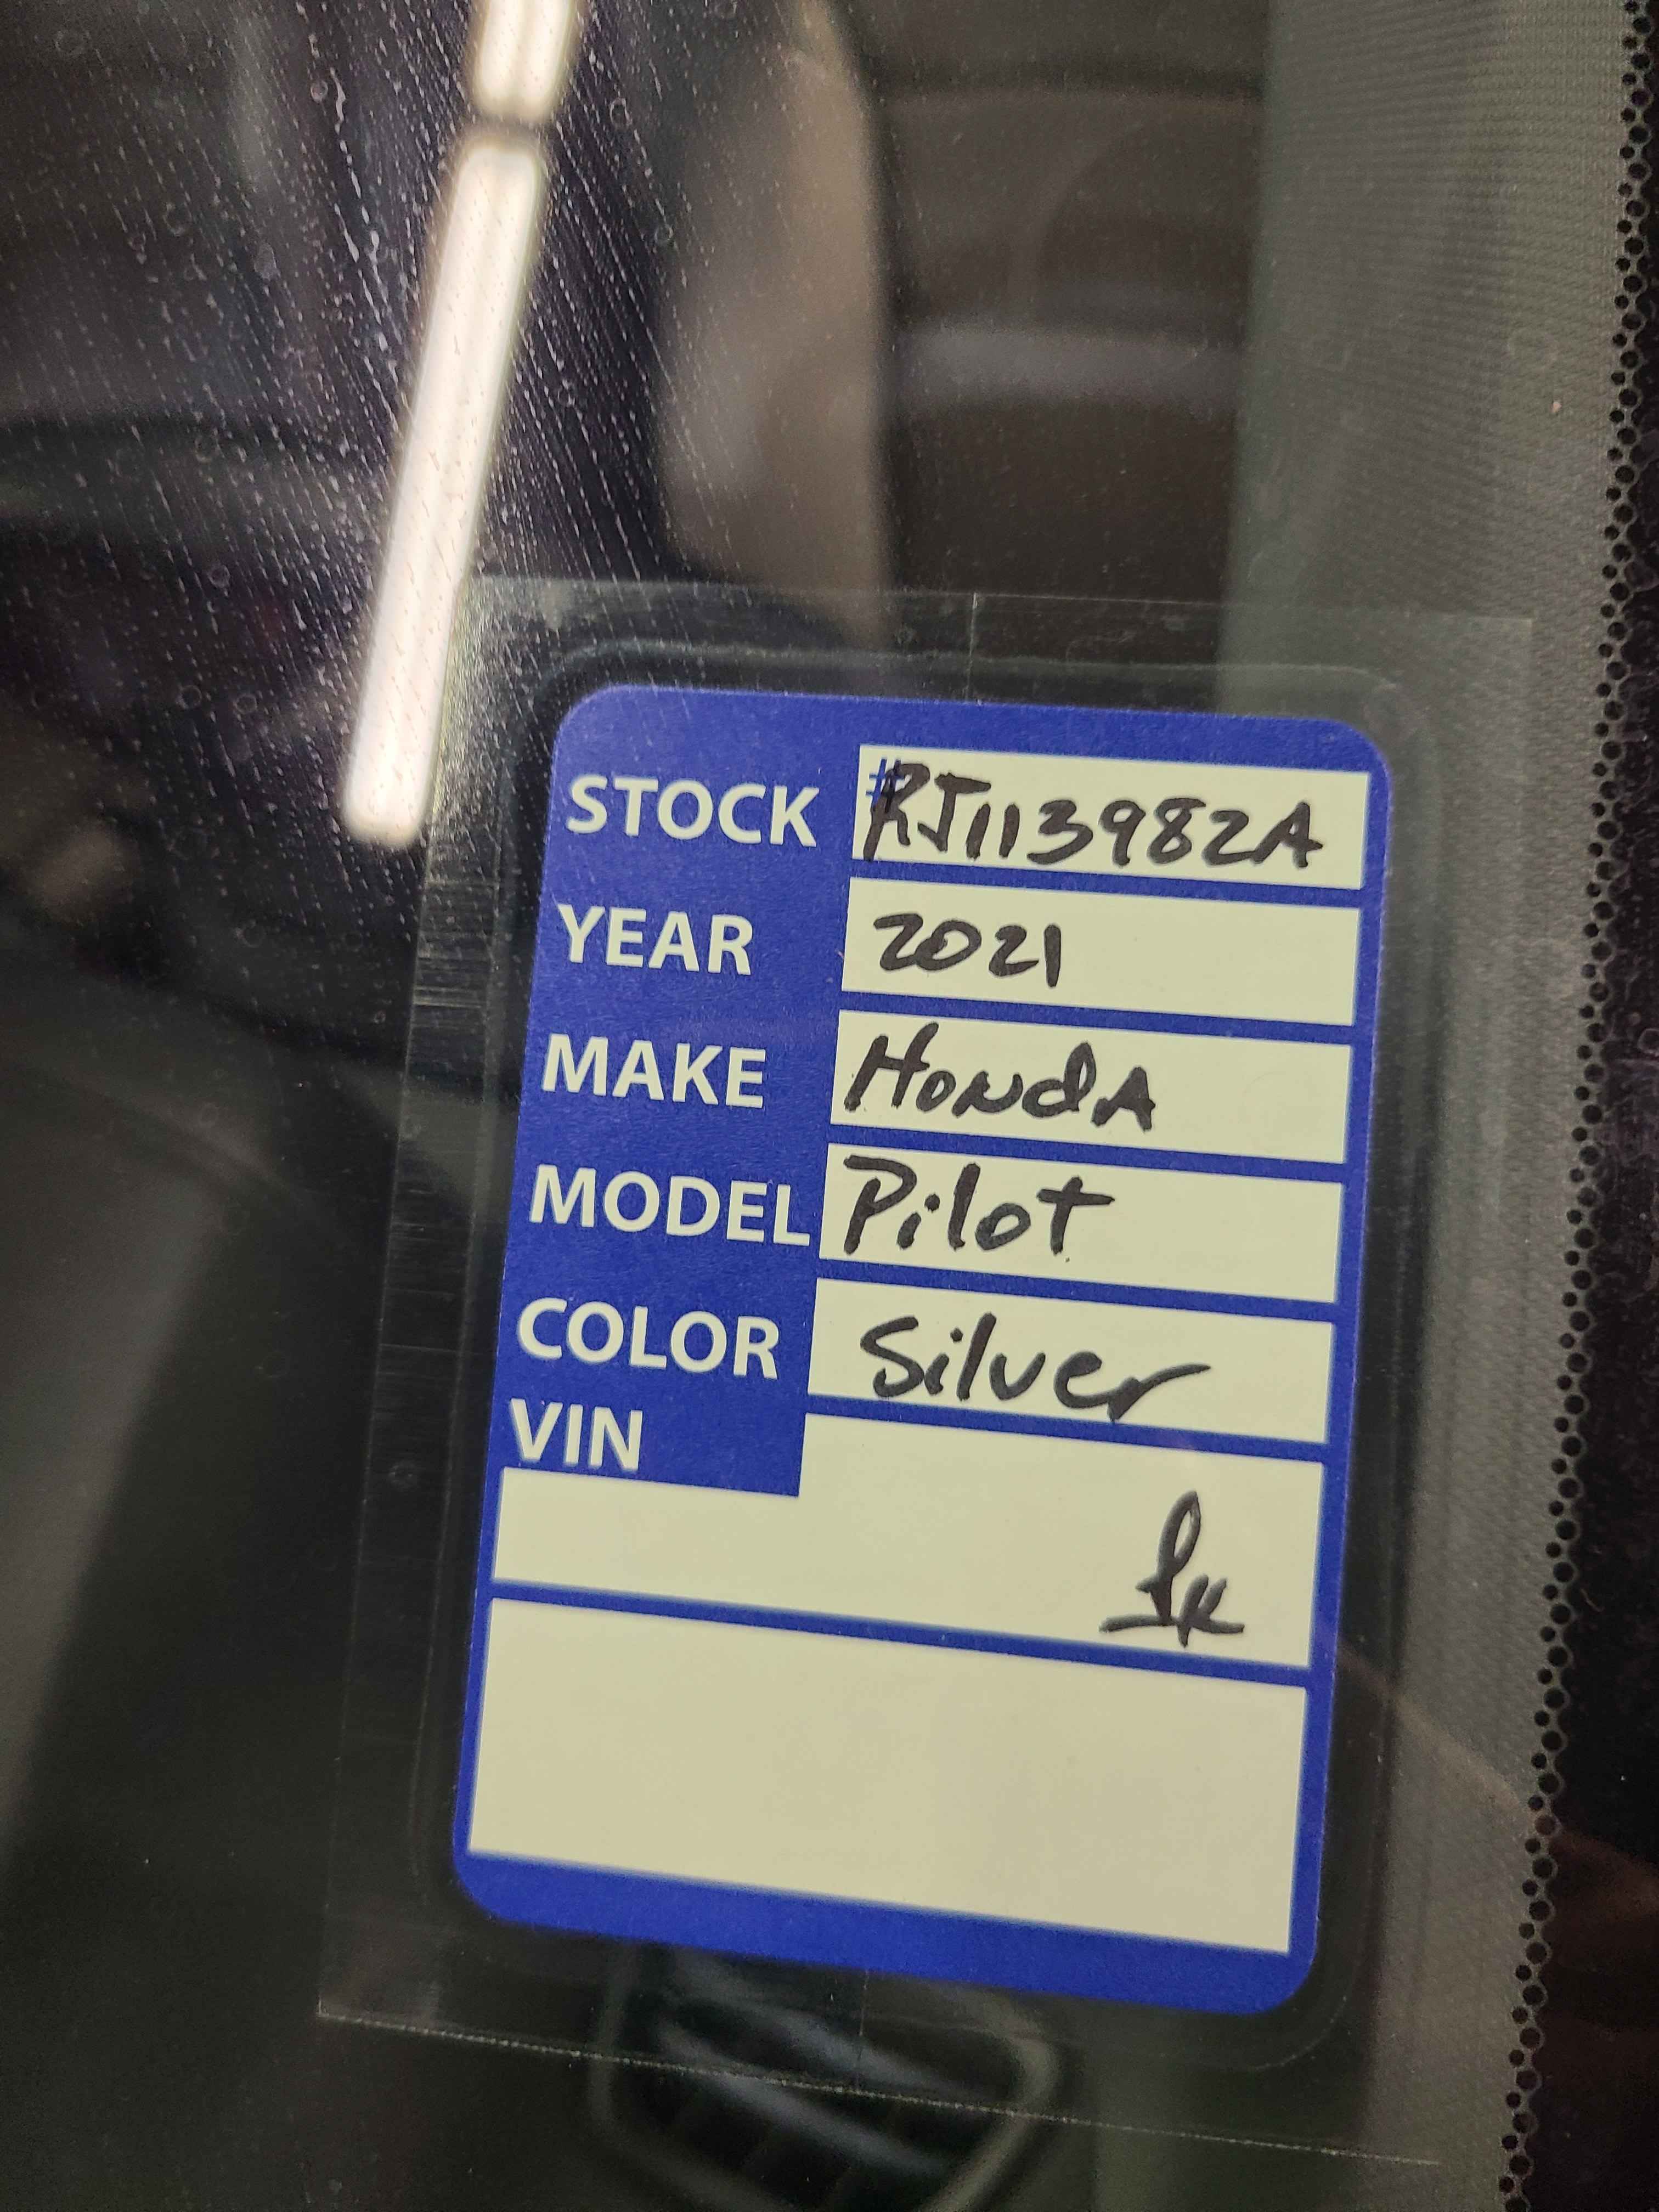 STOCK #RJ113982A
YEAR 2021
MAKE HondA
MODEL Pilot
COLOR Silver
VIN